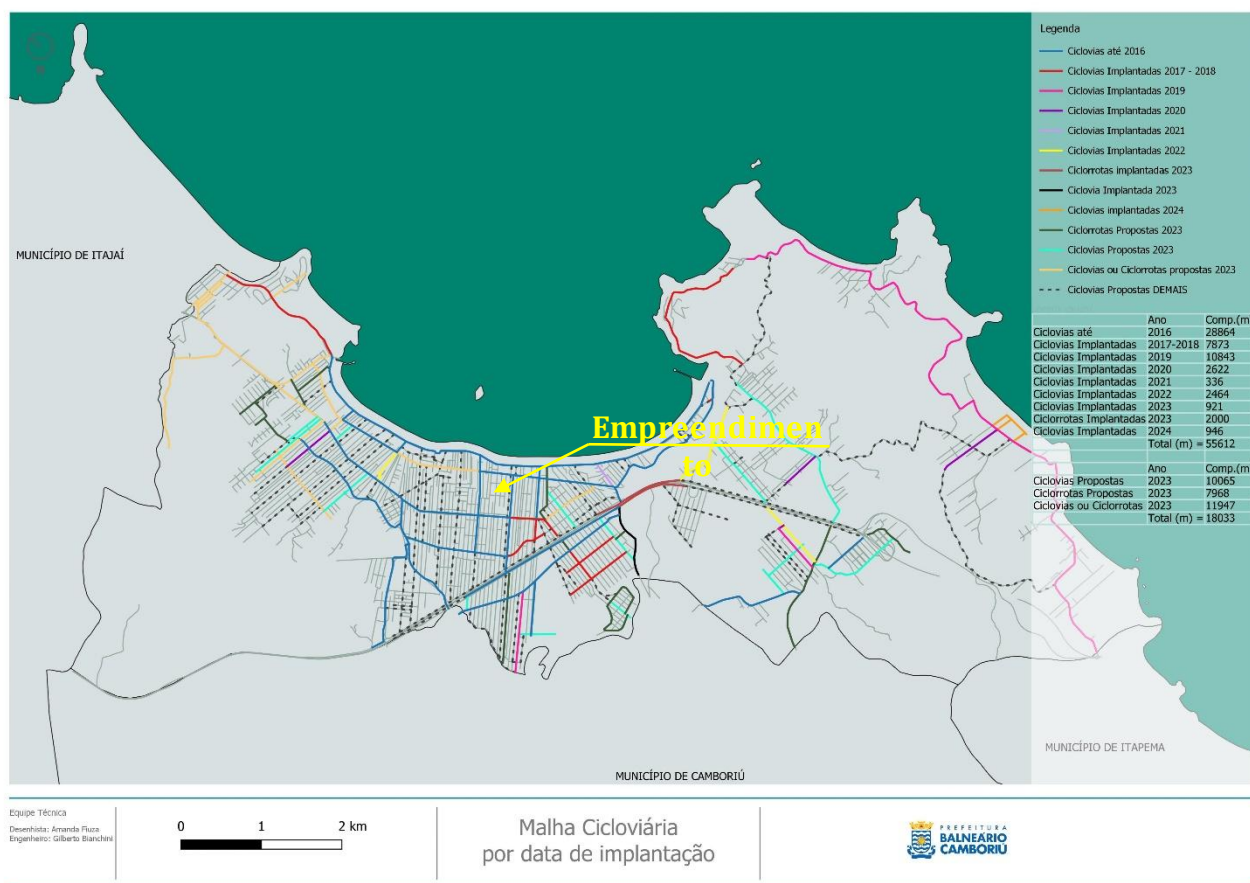 Legenda
Ciclovias até 2016
Ciclovias Implantadas 2017 - 2018
Ciclovias Implantadas 2019
Ciclovias Implantadas 2020
Ciclovias Implantadas 2021
Ciclovias Implantadas 2022
Ciclorrotas implantadas 2023
Ciclovia Implantada 2023
Ciclovias implantadas 2024
Ciclorrotas Propostas 2023
Ciclovias Propostas 2023
Ciclovias ou Ciclorrotas propostas 2023
Ciclovias Propostas DEMAIS
MUNICÍPIO DE ITAJAÍ
Ano Comp.(m
Ciclovias até 2016 28864
Ciclovias Implantadas 2017-2018 7873
Ciclovias Implantadas 2019 10843
Ciclovias Implantadas 2020 2622
Ciclovias Implantadas 2021 336
Ciclovias Implantadas 2022 2464
Ciclovias Implantadas 2023 921
Ciclorrotas Implantadas 2023 2000
Ciclovias Implantadas 2024 946
Total (m) = 55612
Ano Comp.(m
Ciclovias Propostas 2023 10065
Ciclorrotas Propostas 2023 7968
Ciclovias ou Ciclorrotas 2023 11947
Total (m) = 18033
Empreendimen
to
MUNICÍPIO DE ITAPEMA
MUNICÍPIO DE CAMBORIÚ
Equipe Técnica
Desenhista: Amanda Fiuza
Engenheiro: Gilberto Bianchini
0 1 2 km
Malha Cicloviária
por data de implantação
PREFEITURA
BALNEÁRIO
CAMBORIÚ